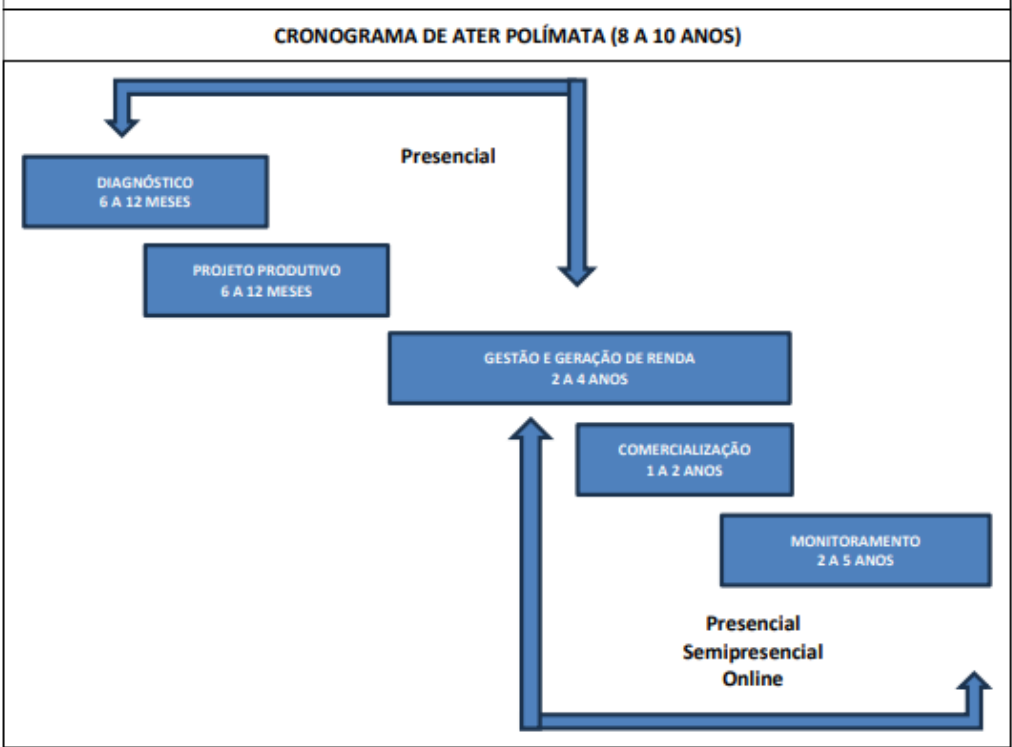 CRONOGRAMA DE ATER POLÍMATA (8 A 10 ANOS)
Presencial
DIAGNÓSTICO
6 A 12 MESES
PROJETO PRODUTIVO
6 A 12 MESES
GESTÃO E GERAÇÃO DE RENDA
2 A 4 ANOS
COMERCIALIZAÇÃO
1 A 2 ANOS
MONITORAMENTO
2 A 5 ANOS
Presencial
Semipresencial
Online